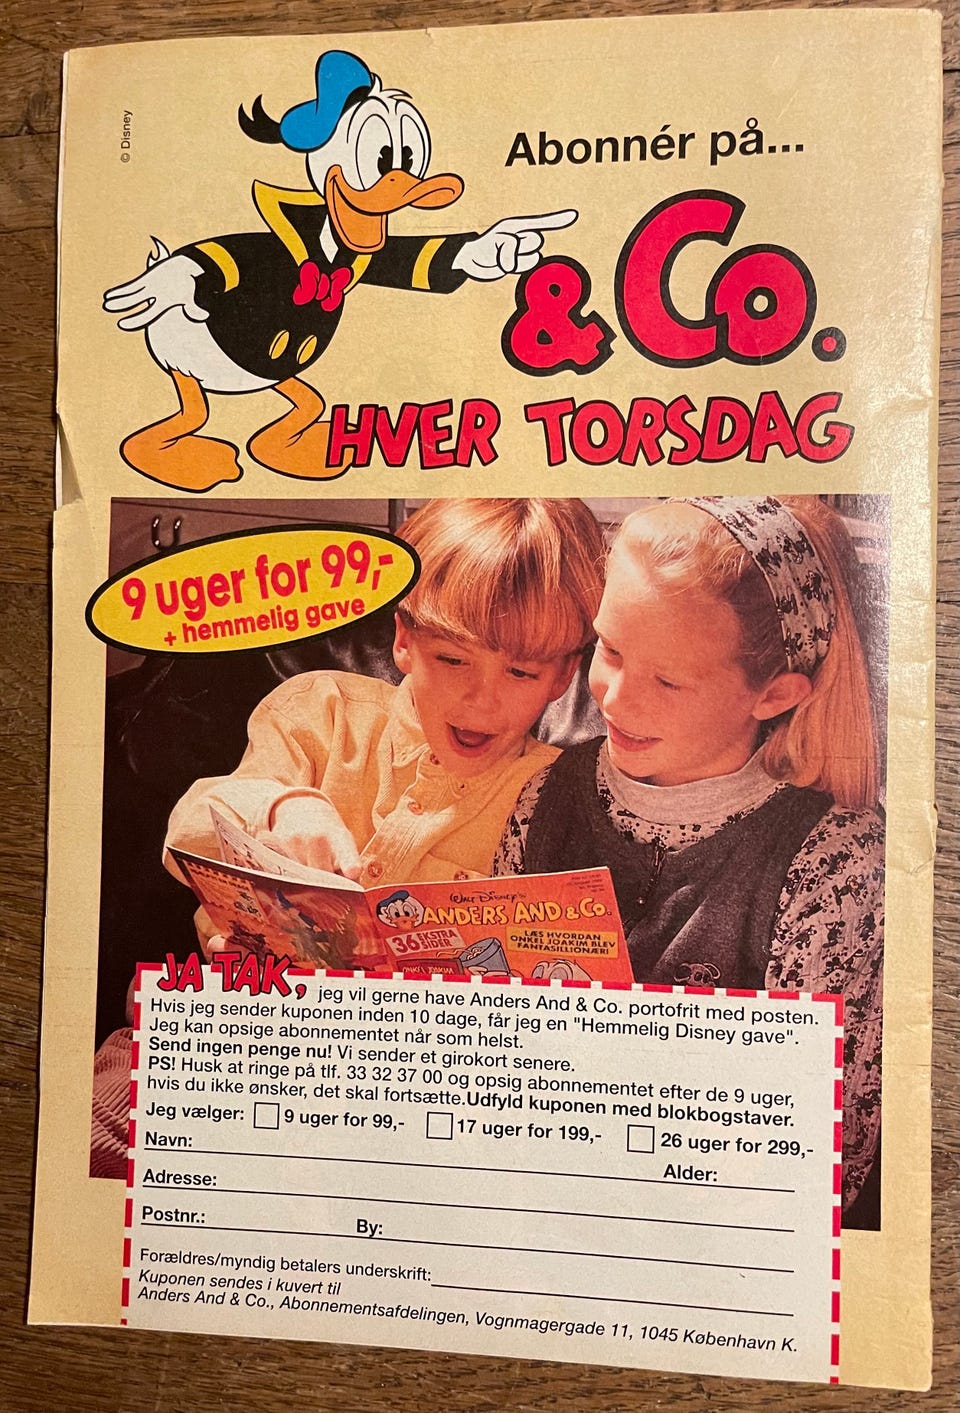 © Disney
Abonnér på...
& Co.
HVER TORSDAG
9 uger for 99,-
+ hemmelig gave
WALT DISNEY's
ANDERS AND & Co.
36 EKSTRA
SIDER
LÆS HVORDAN
ONKEL JOAKIM BLEV
FANTASILLIONÆR!
ONKEL JOAKIM
JA TAK, jeg vil gerne have Anders And & Co. portofrit med posten.
Hvis jeg sender kuponen inden 10 dage, får jeg en "Hemmelig Disney gave".
Jeg kan opsige abonnementet når som helst.
Send ingen penge nu! Vi sender et girokort senere.
PS! Husk at ringe på tlf. 33 32 37 00 og opsig abonnementet efter de 9 uger,
hvis du ikke ønsker, det skal fortsætte.Udfyld kuponen med blokbogstaver.
Jeg vælger: 9 uger for 99,- 17 uger for 199,- 26 uger for 299,-
Navn: Alder:
Adresse:
Postnr.: By:
Forældres/myndig betalers underskrift:
Kuponen sendes i kuvert til
Anders And & Co., Abonnementsafdelingen, Vognmagergade 11, 1045 København K.